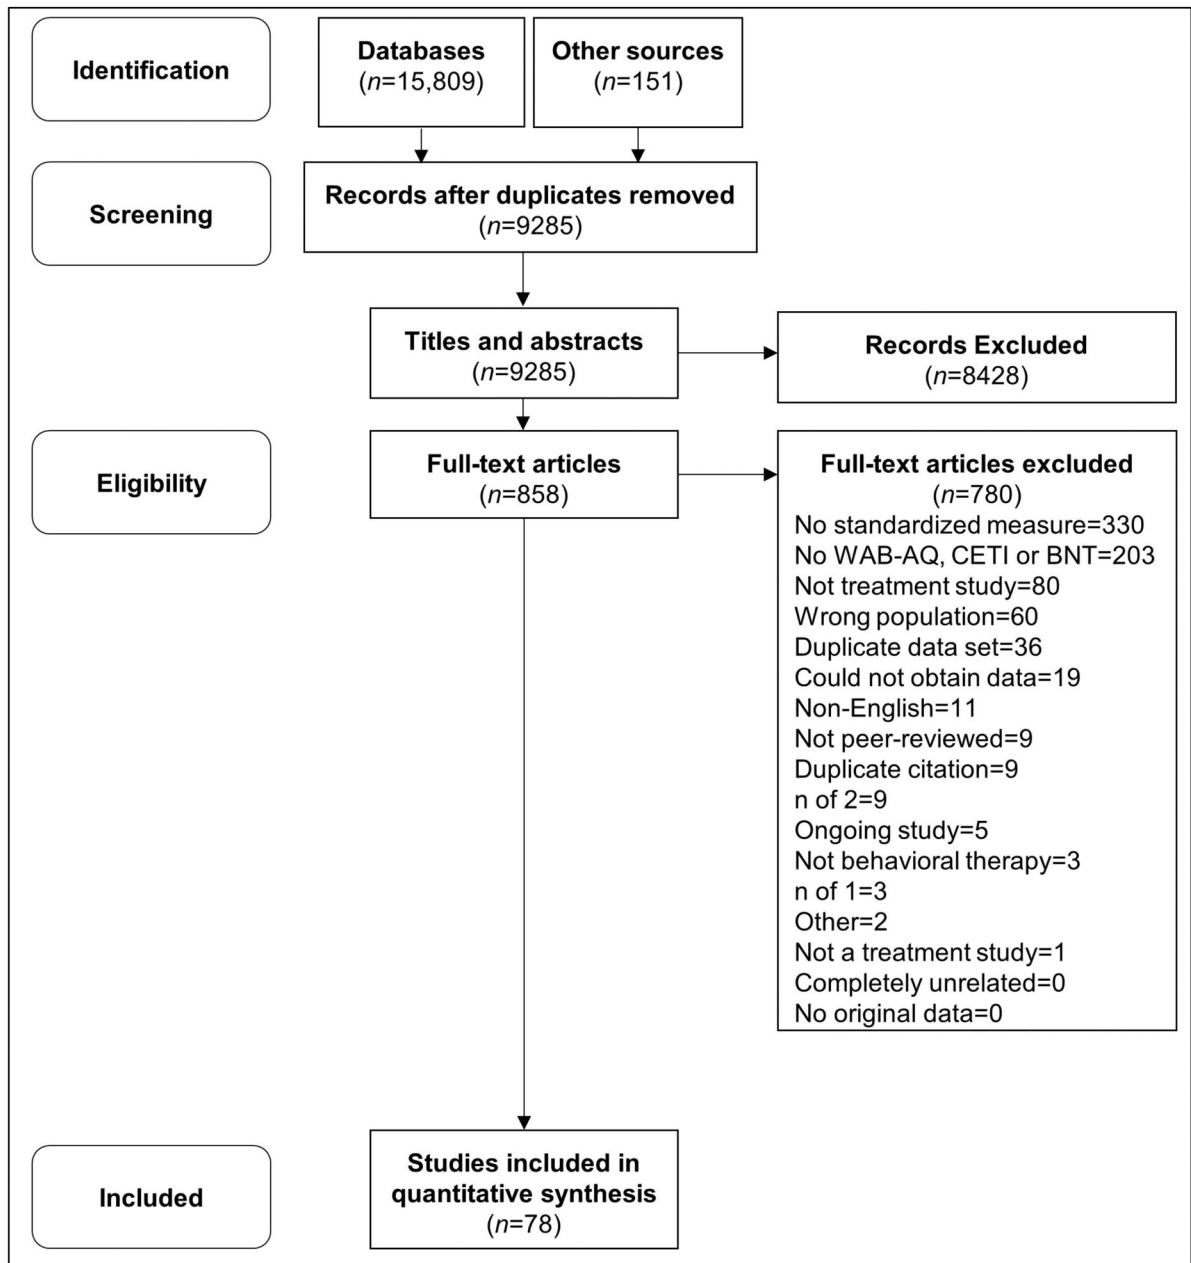 Identification
Databases
(n=15,809)
Other sources
(n=151)
Screening
Records after duplicates removed
(n=9285)
Titles and abstracts
(n=9285)
Records Excluded
(n=8428)
Eligibility
Full-text articles
(n=858)
Full-text articles excluded
(n=780)
No standardized measure=330
No WAB-AQ, CETI or BNT=203
Not treatment study=80
Wrong population=60
Duplicate data set=36
Could not obtain data=19
Non-English=11
Not peer-reviewed=9
Duplicate citation=9
n of 2=9
Ongoing study=5
Not behavioral therapy=3
n of 1=3
Other=2
Not a treatment study=1
Completely unrelated=0
No original data=0
Included
Studies included in
quantitative synthesis
(n=78)